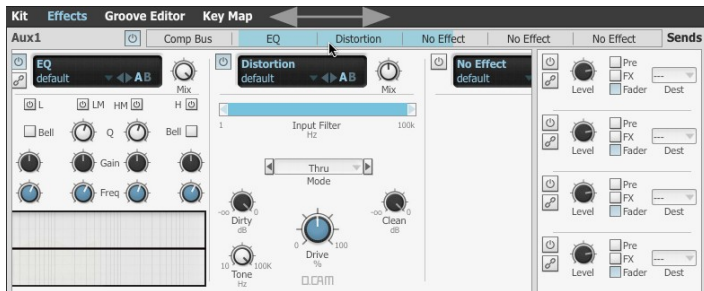 Kit Effects Groove Editor Key Map
Aux1 Comp Bus EQ Distortion No Effect No Effect No Effect Sends
EQ
default AB
Mix
L LM HM H
Bell Q Bell
Gain
Freq
Distortion
default AB
Mix
1 Input Filter 100k
Hz
Thru
Mode
-oo 0
Dirty
dB
-oo 0
Clean
dB
0 100
Drive
%
10 100K
Tone
Hz
D.CAM
No Effect
default
Pre
FX
Fader
Level
---
Dest
Pre
FX
Fader
Level
---
Dest
Pre
FX
Fader
Level
---
Dest
Pre
FX
Fader
Level
---
Dest